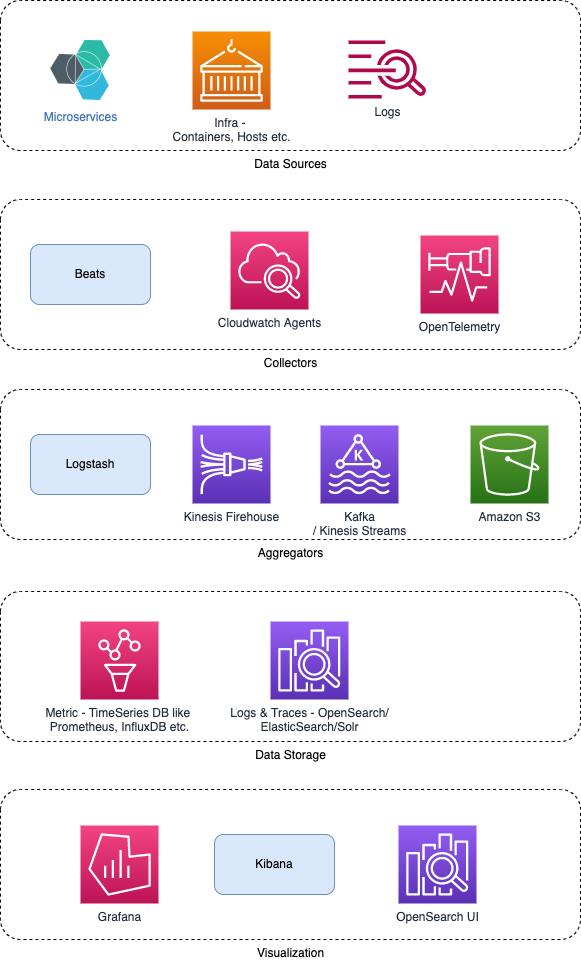 Microservices
Infra -
Containers, Hosts etc.
Logs
Data Sources
Beats
Cloudwatch Agents
OpenTelemetry
Collectors
Logstash
Kinesis Firehouse
Kafka
/ Kinesis Streams
K
Amazon S3
Aggregators
Metric - TimeSeries DB like
Prometheus, InfluxDB etc.
Logs & Traces - OpenSearch/
ElasticSearch/Solr
Data Storage
Grafana
Kibana
OpenSearch UI
Visualization